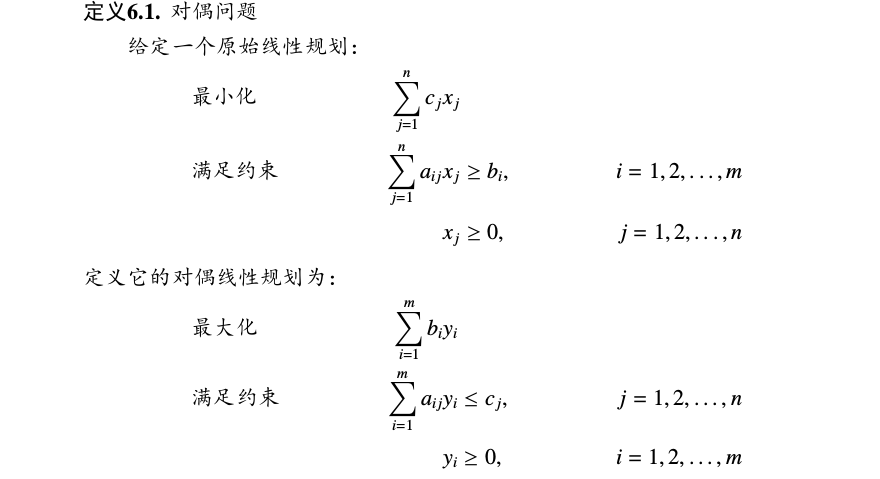 定义6.1. 对偶问题
给定一个原始线性规划：
最小化 $\sum_{j=1}^{n} c_j x_j$
满足约束 $\sum_{j=1}^{n} a_{ij} x_j \geq b_i,$ $i = 1, 2, \ldots, m$
$x_j \geq 0,$ $j = 1, 2, \ldots, n$
定义它的对偶线性规划为：
最大化 $\sum_{i=1}^{m} b_i y_i$
满足约束 $\sum_{i=1}^{m} a_{ij} y_i \leq c_j,$ $j = 1, 2, \ldots, n$
$y_i \geq 0,$ $i = 1, 2, \ldots, m$